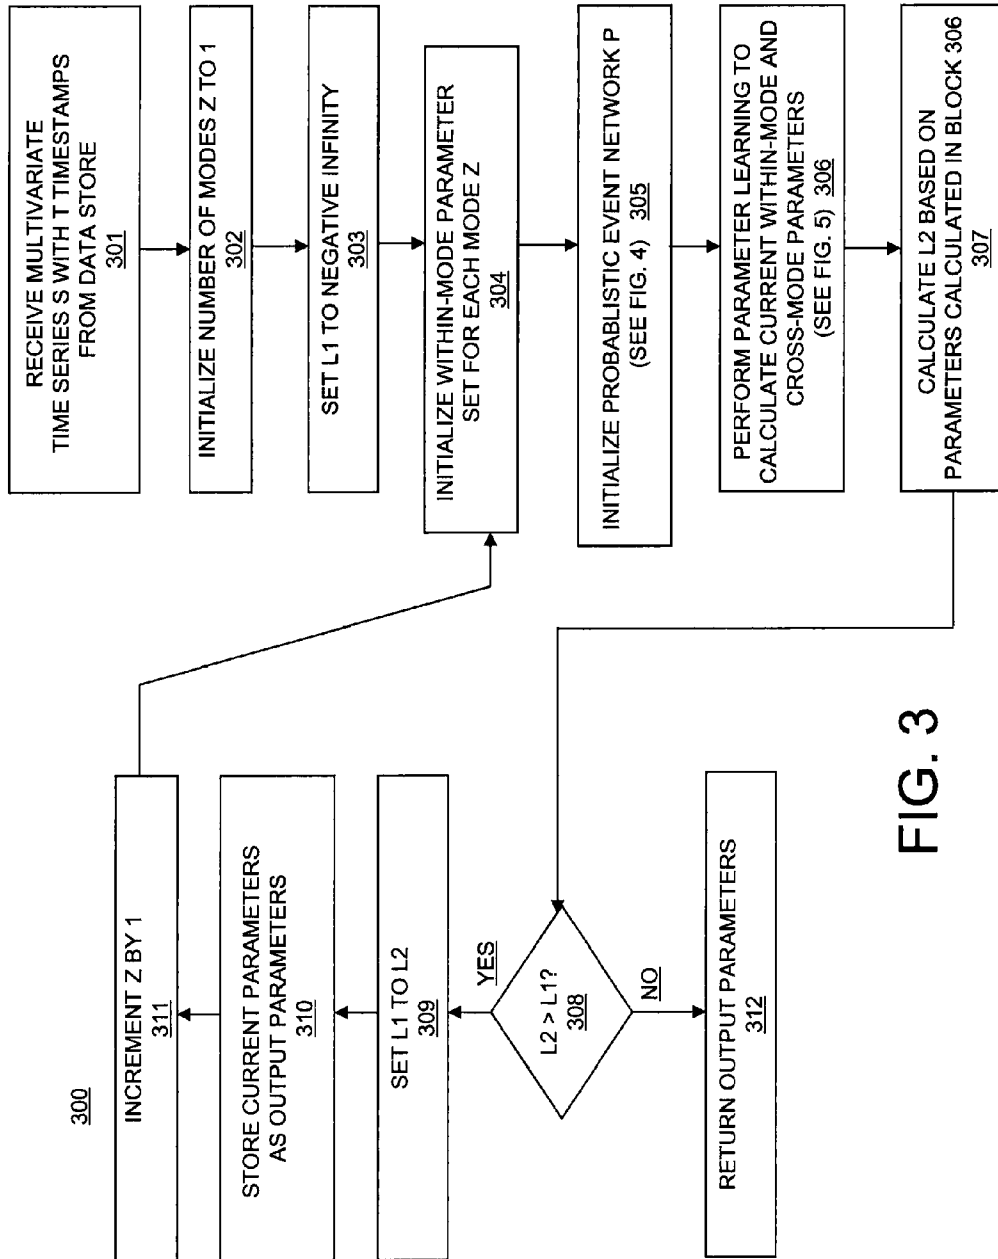 300
RECEIVE MULTIVARIATE
TIME SERIES S WITH T TIMESTAMPS
FROM DATA STORE
301
INITIALIZE NUMBER OF MODES Z TO 1
302
SET L1 TO NEGATIVE INFINITY
303
INITIALIZE WITHIN-MODE PARAMETER
SET FOR EACH MODE Z
304
INITIALIZE PROBABLISTIC EVENT NETWORK P
(SEE FIG. 4) 305
PERFORM PARAMETER LEARNING TO
CALCULATE CURRENT WITHIN-MODE AND
CROSS-MODE PARAMETERS
(SEE FIG. 5) 306
CALCULATE L2 BASED ON
PARAMETERS CALCULATED IN BLOCK 306
307
L2 > L1?
308
YES
NO
SET L1 TO L2
309
STORE CURRENT PARAMETERS
AS OUTPUT PARAMETERS
310
INCREMENT Z BY 1
311
RETURN OUTPUT PARAMETERS
312
FIG. 3